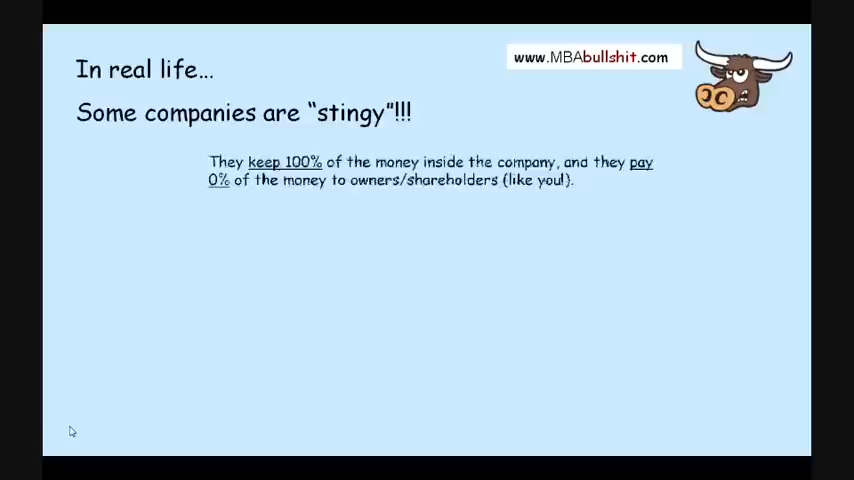 In real life...
www.MBAbullshit.com
Some companies are “stingy”!!!
They keep 100% of the money inside the company, and they pay
0% of the money to owners/shareholders (like you!).